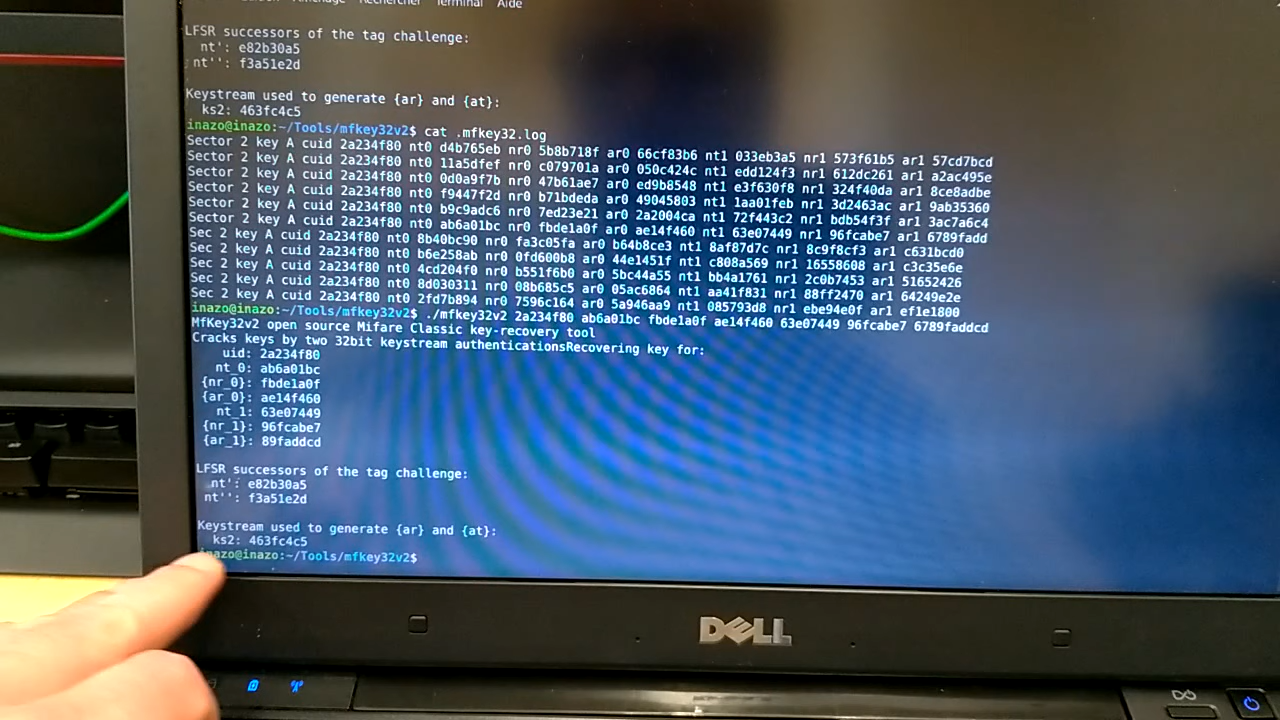 Rechercher Terminal Aide
LFSR successors of the tag challenge:
nt': e82b30a5
nt'': f3a51e2d
Keystream used to generate {ar} and {at}:
ks2: 463fc4c5
inazo@inazo:~/Tools/mfkey32v2$ cat .mfkey32.log
Sector 2 key A cuid 2a234f80 nt0 d4b765eb nr0 5b8b718f ar0 66cf83b6 nt1 033eb3a5 nr1 573f61b5 ar1 57cd7bcd
Sector 2 key A cuid 2a234f80 nt0 11a5dfef nr0 c079701a ar0 050c424c nt1 edd124f3 nr1 612dc261 ar1 a2ac495e
Sector 2 key A cuid 2a234f80 nt0 0d0a9f7b nr0 47b61ae7 ar0 ed9b8548 nt1 e3f630f8 nr1 324f40da ar1 8ce8adbe
Sector 2 key A cuid 2a234f80 nt0 f9447f2d nr0 b71bdeda ar0 49045803 nt1 1aa01feb nr1 3d2463ac ar1 9ab35360
Sector 2 key A cuid 2a234f80 nt0 b9c9adc6 nr0 7ed23e21 ar0 2a2004ca nt1 72f443c2 nr1 bdb54f3f ar1 3ac7a6c4
Sector 2 key A cuid 2a234f80 nt0 ab6a01bc nr0 fbde1a0f ar0 ae14f460 nt1 63e07449 nr1 96fcabe7 ar1 6789fadd
Sec 2 key A cuid 2a234f80 nt0 8b40bc90 nr0 fa3c05fa ar0 b64b8ce3 nt1 8af87d7c nr1 8c9f8cf3 ar1 c631bcd0
Sec 2 key A cuid 2a234f80 nt0 b6e258ab nr0 0fd600b8 ar0 44e1451f nt1 c808a569 nr1 16558608 ar1 c3c35e6e
Sec 2 key A cuid 2a234f80 nt0 4cd204f0 nr0 b551f6b0 ar0 5bc44a55 nt1 bb4a1761 nr1 2c0b7453 ar1 51652426
Sec 2 key A cuid 2a234f80 nt0 8d030311 nr0 08b685c5 ar0 05ac6864 nt1 aa41f831 nr1 88ff2470 ar1 64249e2e
Sec 2 key A cuid 2a234f80 nt0 2fd7b894 nr0 7596c164 ar0 5a946aa9 nt1 085793d8 nr1 ebe94e0f ar1 ef1e1800
inazo@inazo:~/Tools/mfkey32v2$ ./mfkey32v2 2a234f80 ab6a01bc fbde1a0f ae14f460 63e07449 96fcabe7 6789faddcd
MfKey32v2 open source Mifare Classic key-recovery tool
Cracks keys by two 32bit keystream authenticationsRecovering key for:
uid: 2a234f80
nt_0: ab6a01bc
{nr_0}: fbde1a0f
{ar_0}: ae14f460
nt_1: 63e07449
{nr_1}: 96fcabe7
{ar_1}: 89faddcd
LFSR successors of the tag challenge:
nt': e82b30a5
nt'': f3a51e2d
Keystream used to generate {ar} and {at}:
ks2: 463fc4c5
inazo@inazo:~/Tools/mfkey32v2$
DELL